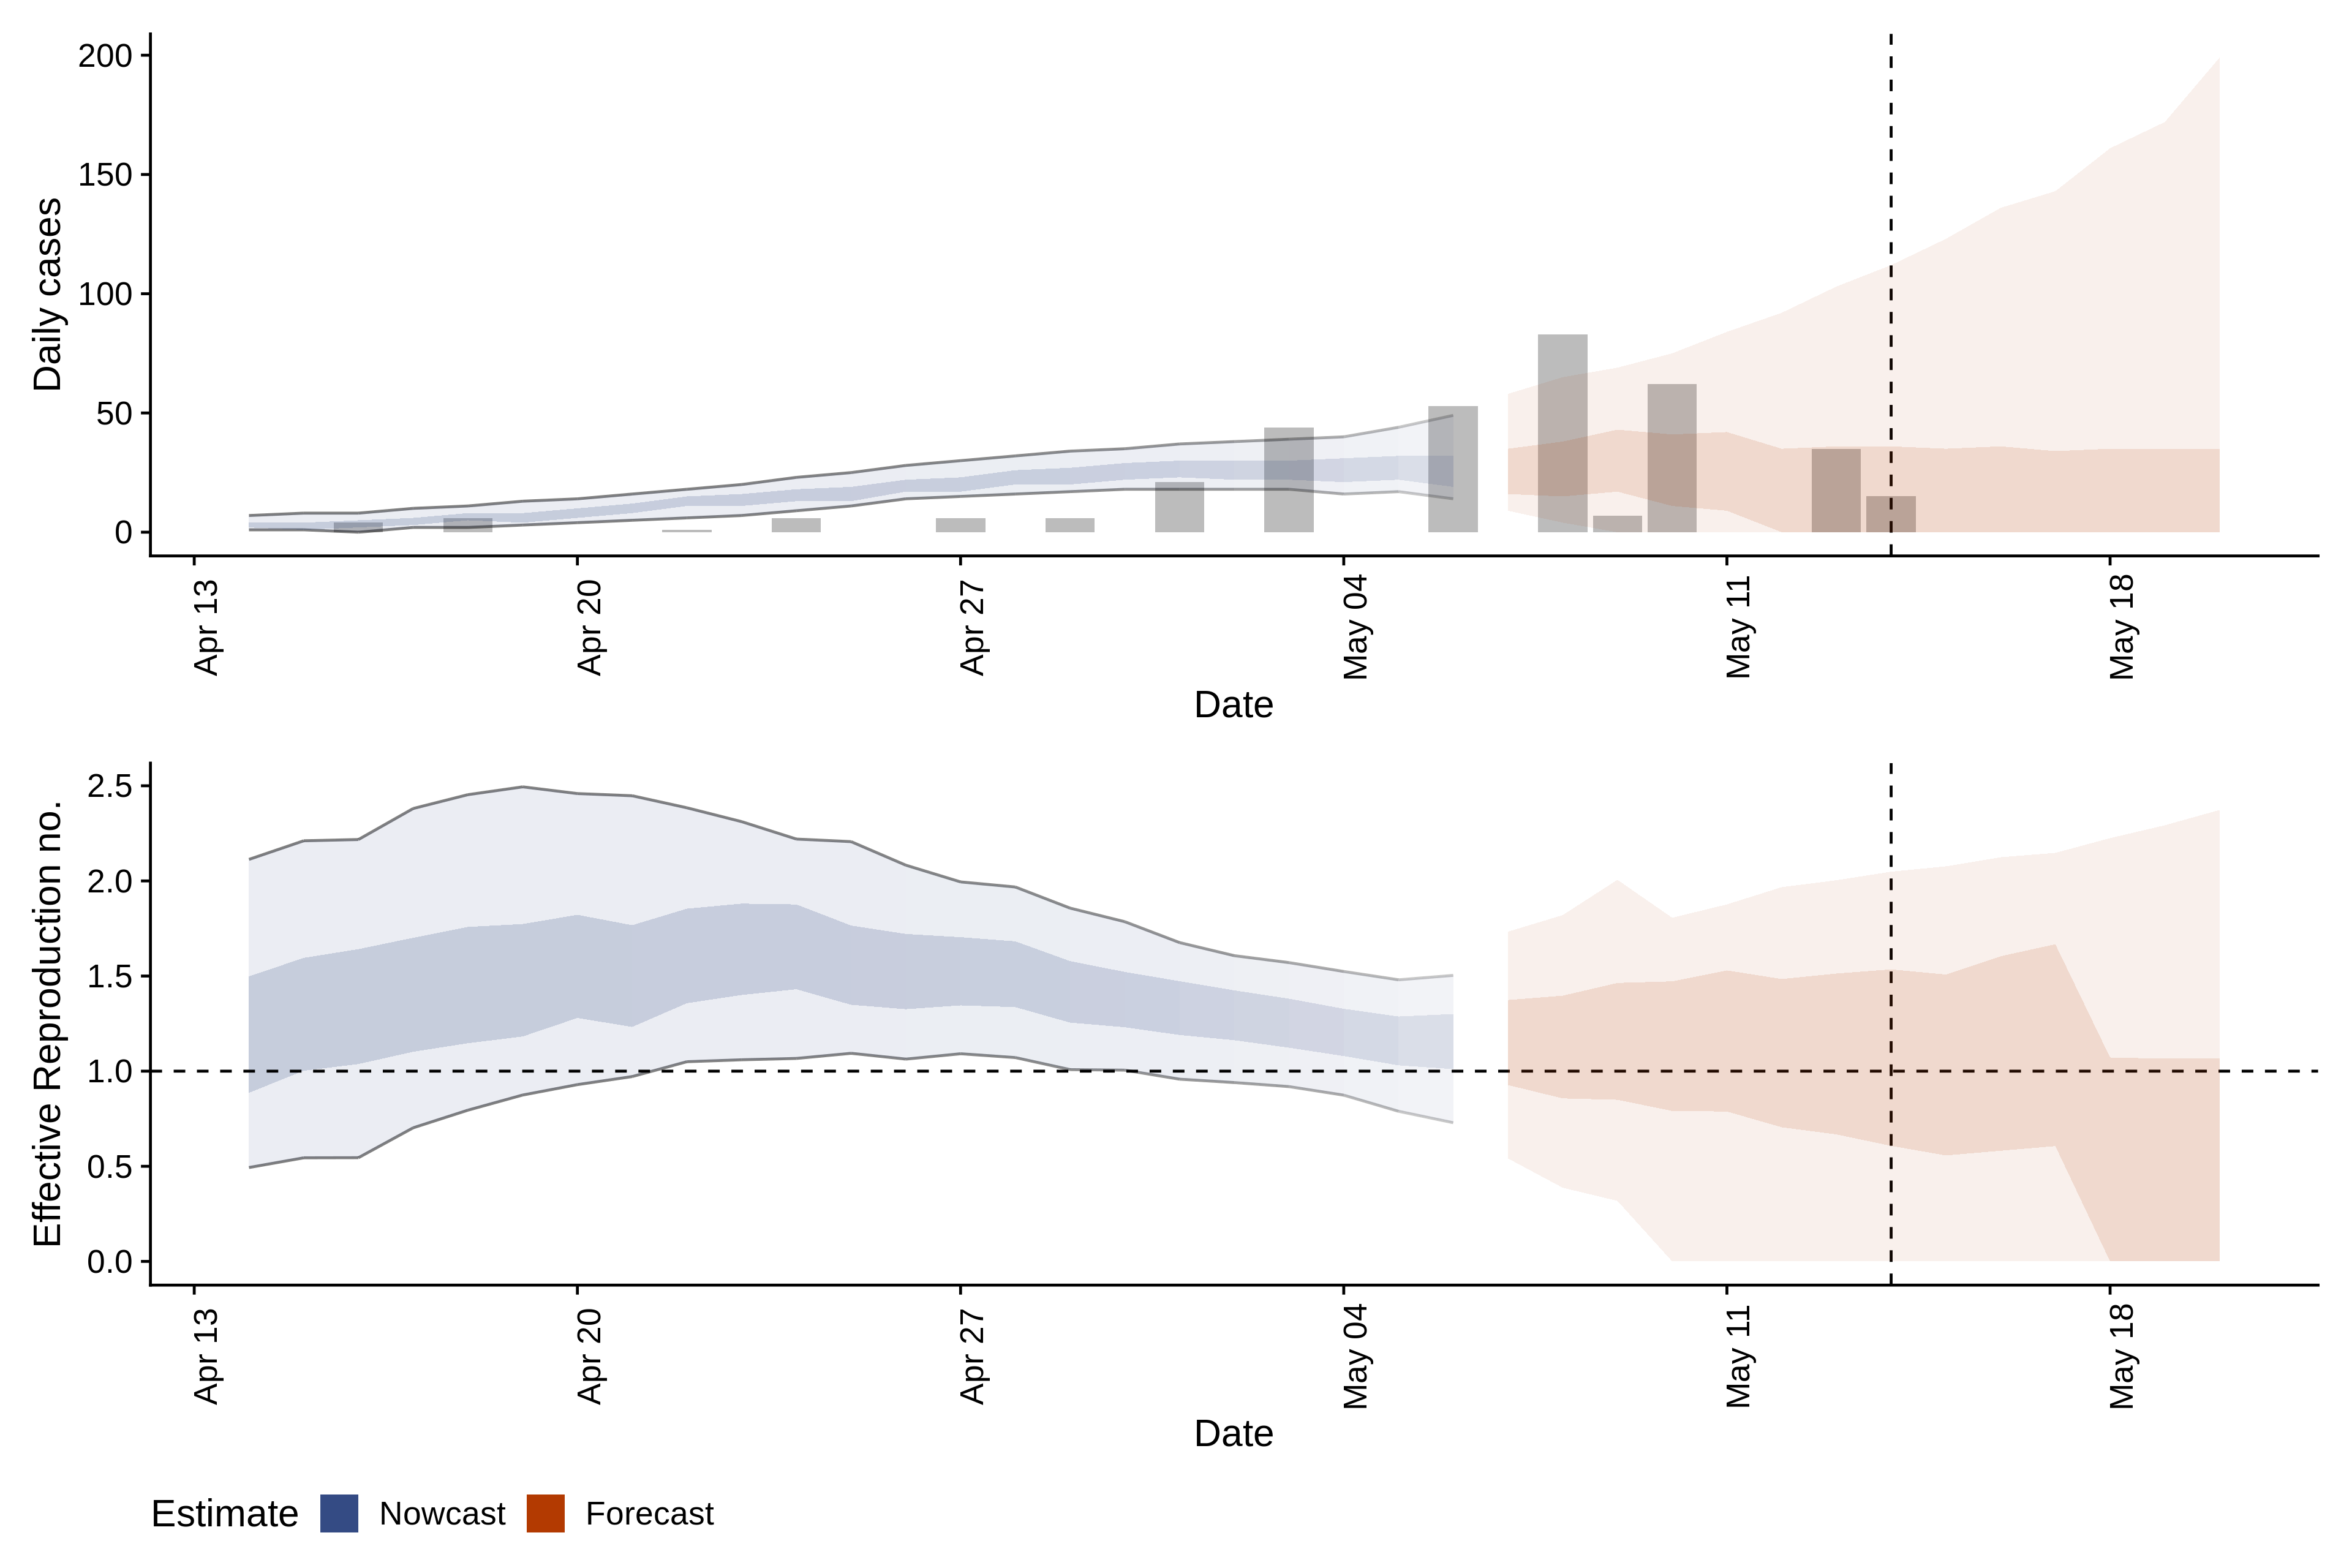 200
150
100
50
0
Daily cases
Apr 13
Apr 20
Apr 27
May 04
May 11
May 18
Date
2.5
2.0
1.5
1.0
0.5
0.0
Effective Reproduction no.
Apr 13
Apr 20
Apr 27
May 04
May 11
May 18
Date
Estimate Nowcast Forecast